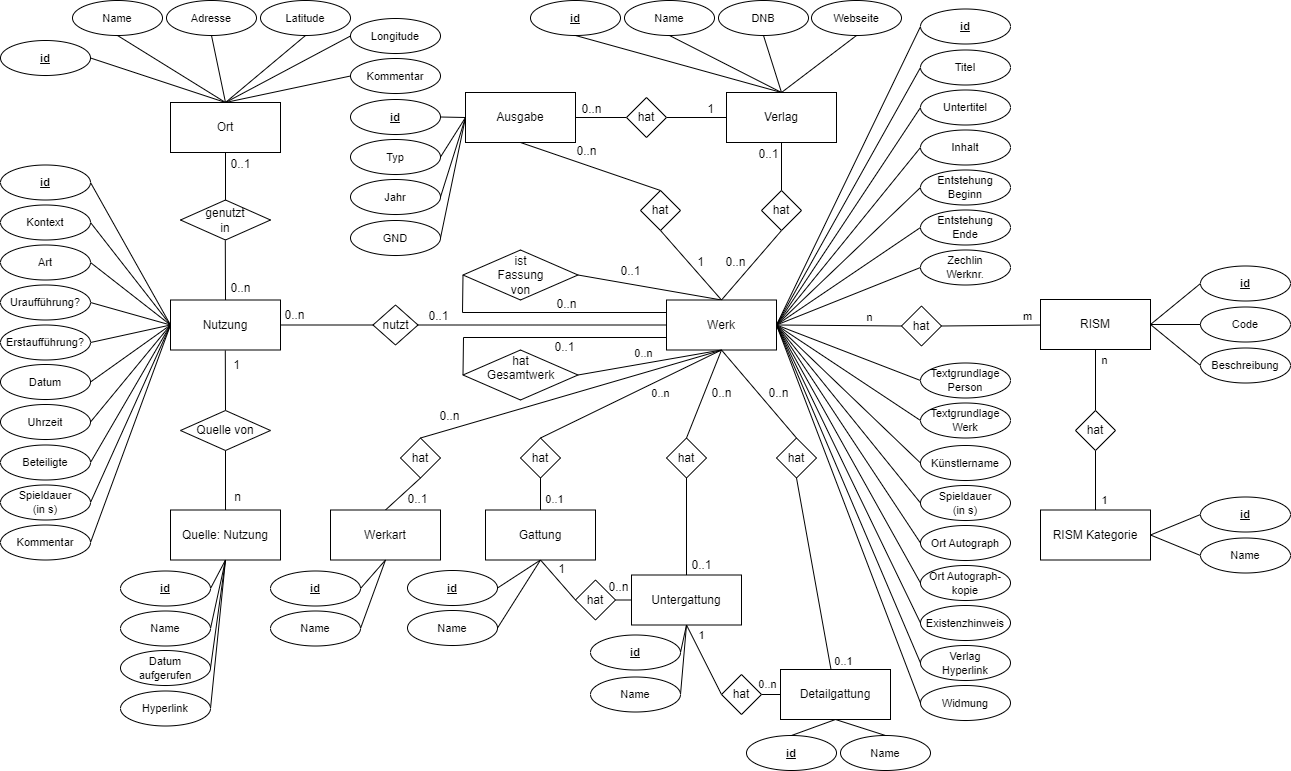 Name
Adresse
Latitude
id
Longitude
Kommentar
Ort
0..1
genutzt
in
0..n
id
Name
DNB
Webseite
id
Typ
Jahr
GND
Ausgabe
0..n
hat
1
Verlag
0..n
hat
1
0..1
hat
0..n
id
Titel
Untertitel
Inhalt
Entstehung
Beginn
Entstehung
Ende
Zechlin
Werknr.
id
Kontext
Art
Uraufführung?
Erstaufführung?
Datum
Uhrzeit
Beteiligte
Spieldauer
(in s)
Kommentar
Nutzung
0..n
nutzt
0..1
ist
Fassung
von
0..1
0..n
Werk
0..1
hat
Gesamtwerk
0..n
n
hat
m
RISM
id
Code
Beschreibung
n
hat
1
RISM Kategorie
id
Name
1
Quelle von
n
Quelle: Nutzung
id
Name
Datum
aufgerufen
Hyperlink
0..n
hat
0..1
Werkart
id
Name
0..n
hat
0..1
Gattung
id
Name
1
hat
0..n
0..n
hat
0..1
Untergattung
id
Name
1
hat
0..n
0..n
hat
0..1
Detailgattung
id
Name
Textgrundlage
Person
Textgrundlage
Werk
Künstlername
Spieldauer
(in s)
Ort Autograph
Ort Autograph-
kopie
Existenzhinweis
Verlag
Hyperlink
Widmung